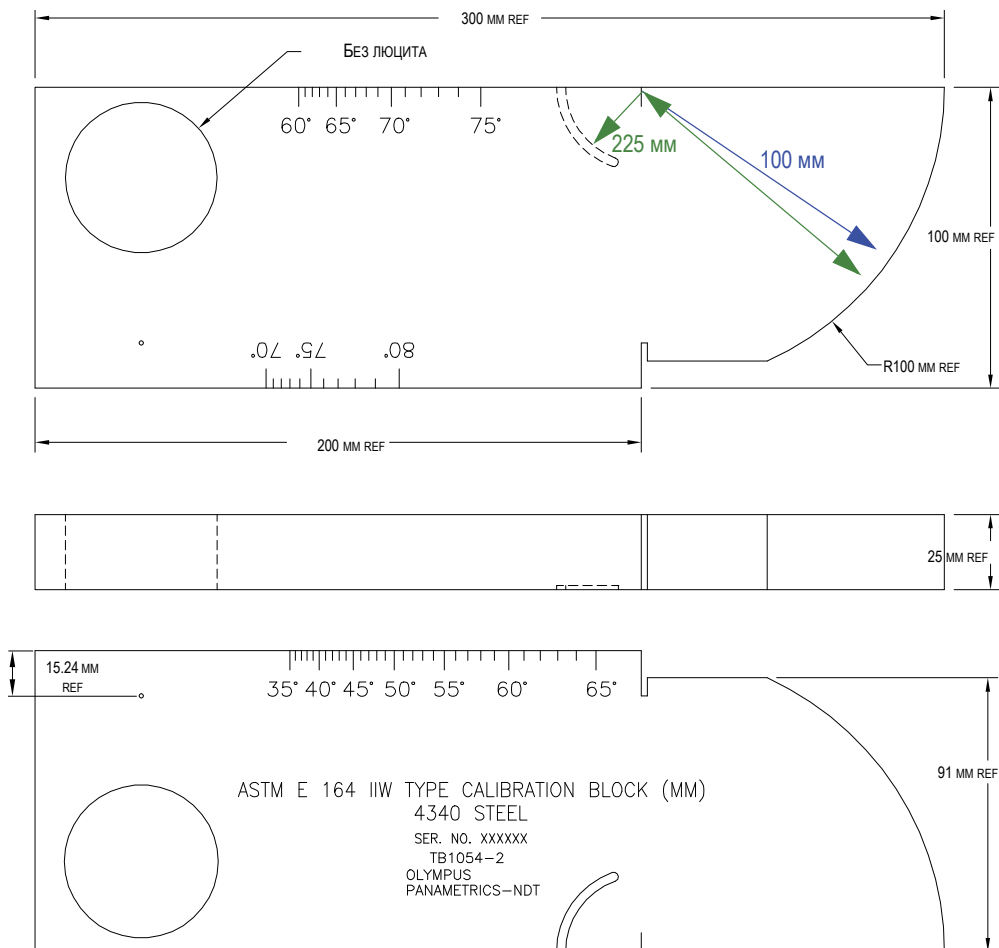 300 мм REF
Без люцита
60° 65° 70° 75°
225 мм
100 мм
100 мм REF
70° 75° 80°
R100 мм REF
200 мм REF
25 мм REF
15.24 мм
REF
35° 40° 45° 50° 55° 60° 65°
91 мм REF
ASTM E 164 IIW TYPE CALIBRATION BLOCK (MM)
4340 STEEL
SER. NO. XXXXXX
TB1054-2
OLYMPUS
PANAMETRICS-NDT